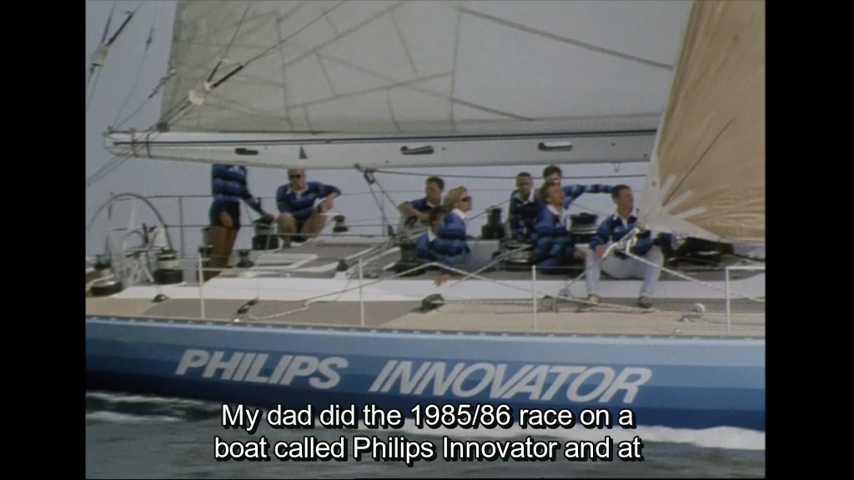 PHILIPS INNOVATOR
My dad did the 1985/86 race on a
boat called Philips Innovator and at